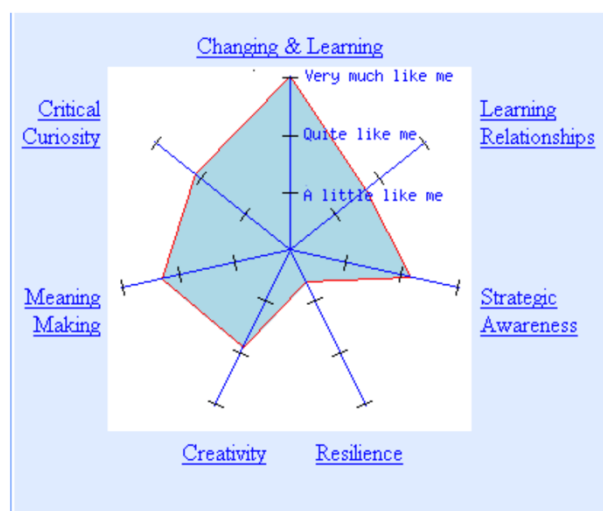 Changing & Learning
Very much like me
Critical
Curiosity
Learning
Relationships
Quite like me
A little like me
Meaning
Making
Strategic
Awareness
Creativity
Resilience